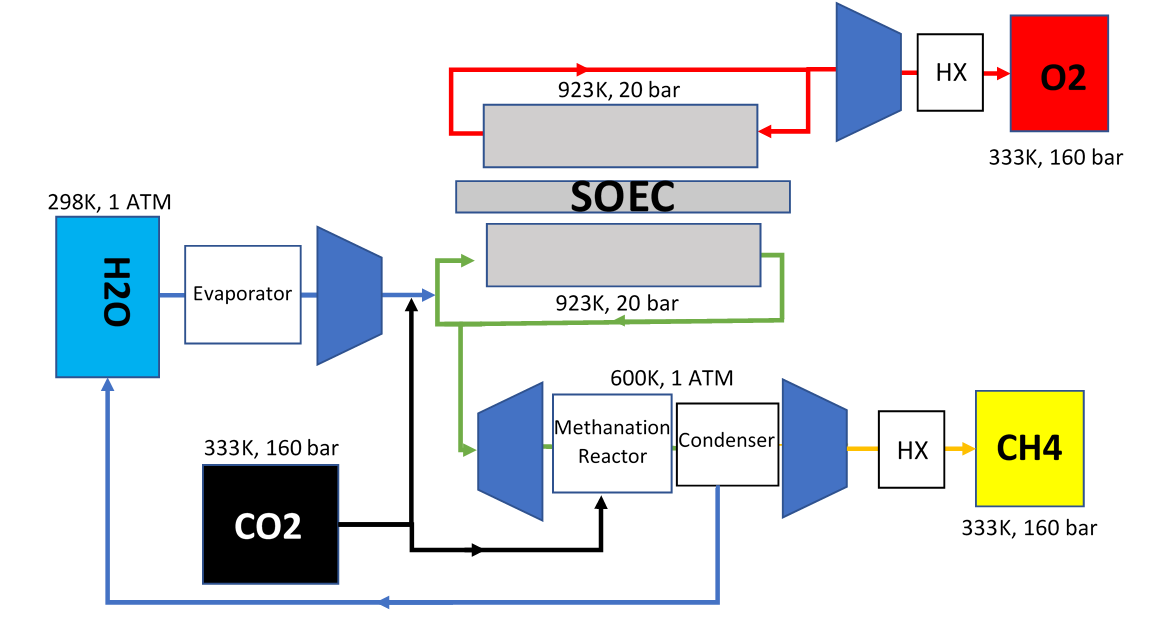 923K, 20 bar
HX
O2
333K, 160 bar
SOEC
298K, 1 ATM
H2O
Evaporator
923K, 20 bar
600K, 1 ATM
Methanation
Reactor
Condenser
HX
CH4
333K, 160 bar
333K, 160 bar
CO2